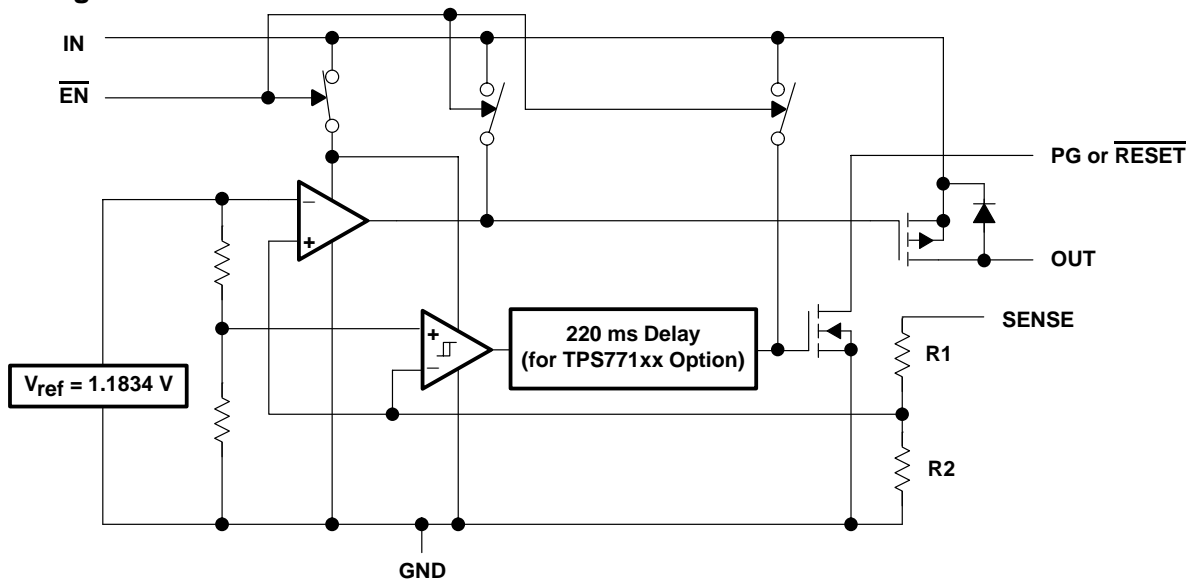 IN
EN
PG or RESET
OUT
SENSE
220 ms Delay
(for TPS771xx Option)
R1
Vref = 1.1834 V
R2
GND
−
+
+
−